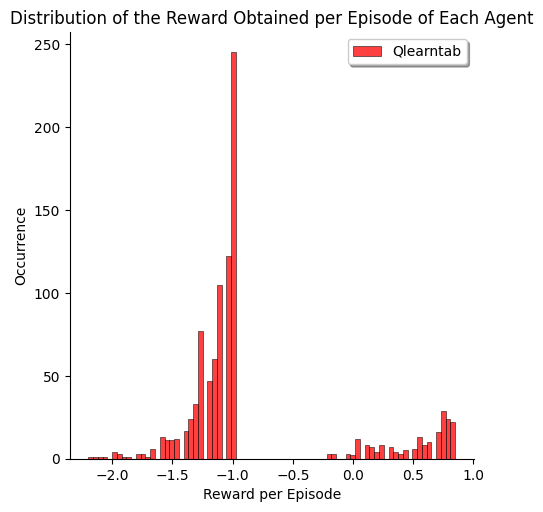 Distribution of the Reward Obtained per Episode of Each Agent
Qlearntab
250
200
150
100
50
0
Occurrence
−2.0 −1.5 −1.0 −0.5 0.0 0.5 1.0
Reward per Episode